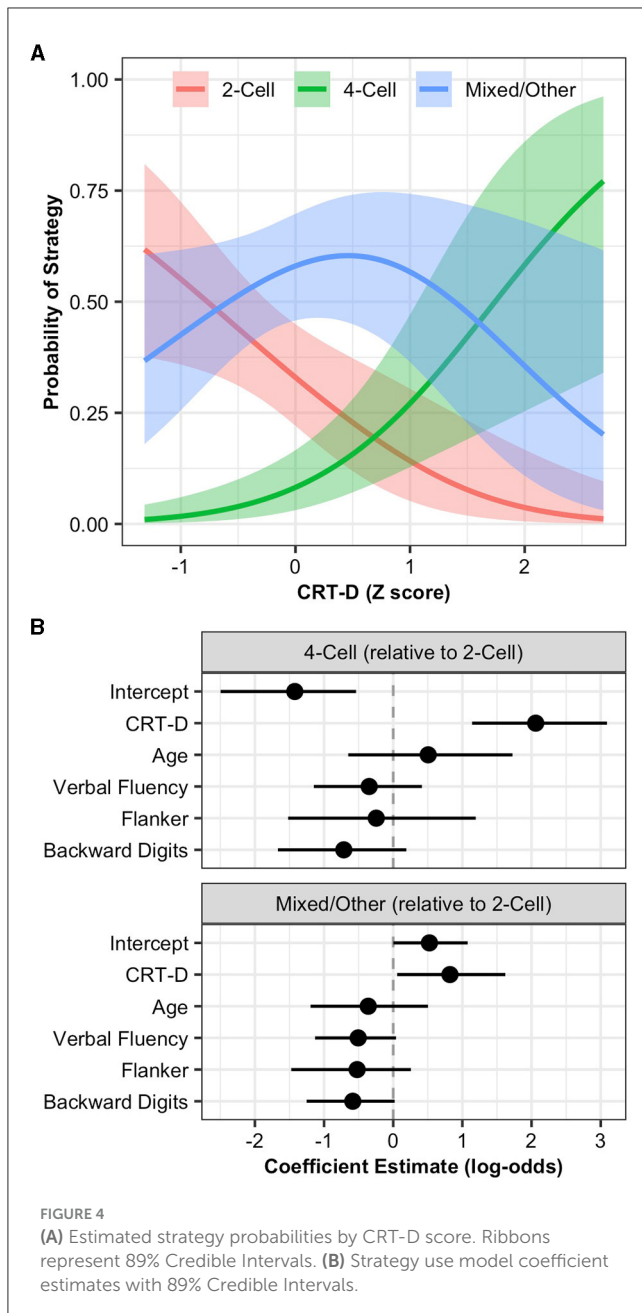 A
2-Cell 4-Cell Mixed/Other
1.00
0.75
0.50
0.25
0.00
Probability of Strategy
-1 0 1 2
CRT-D (Z score)
B
4-Cell (relative to 2-Cell)
Intercept
CRT-D
Age
Verbal Fluency
Flanker
Backward Digits
Mixed/Other (relative to 2-Cell)
Intercept
CRT-D
Age
Verbal Fluency
Flanker
Backward Digits
-2 -1 0 1 2 3
Coefficient Estimate (log-odds)
FIGURE 4
(A) Estimated strategy probabilities by CRT-D score. Ribbons
represent 89% Credible Intervals. (B) Strategy use model coefficient
estimates with 89% Credible Intervals.